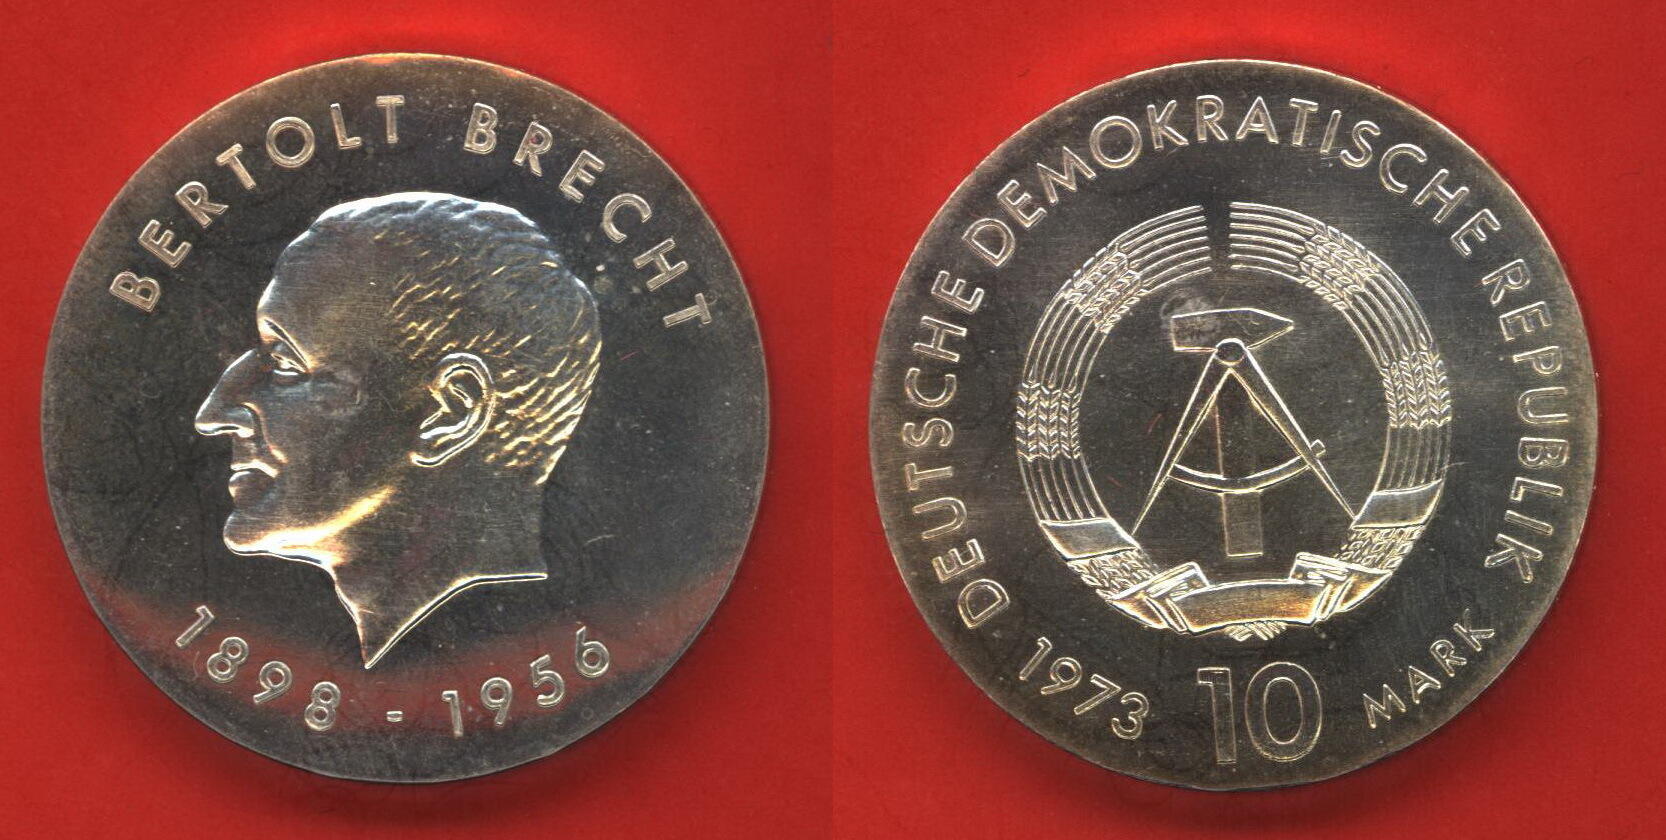 BERTOLT BRECHT
1898 - 1956
DEUTSCHE DEMOKRATISCHE REPUBLIK
1973 10 MARK